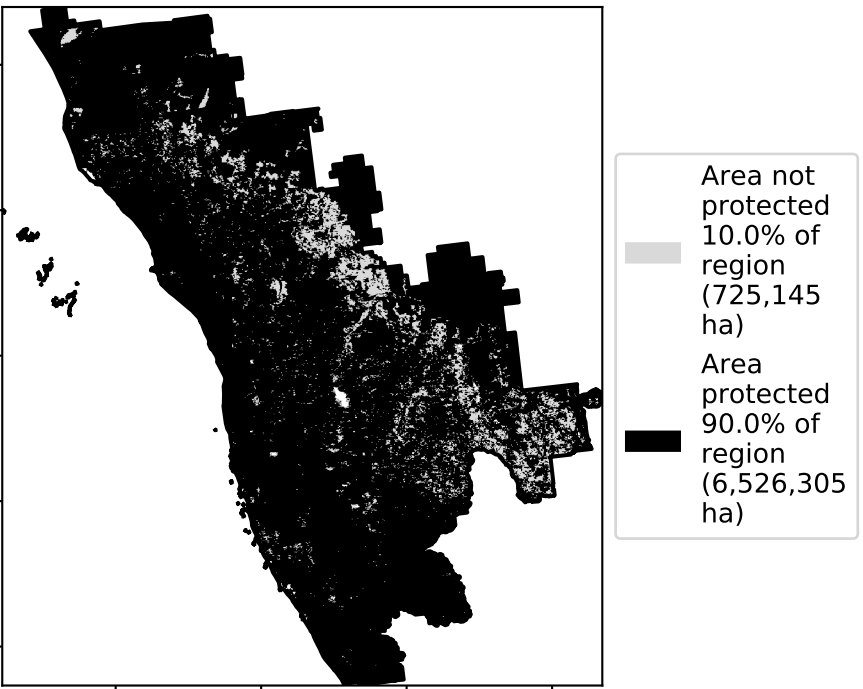 Area not
protected
10.0% of
region
(725,145
ha)
Area
protected
90.0% of
region
(6,526,305
ha)